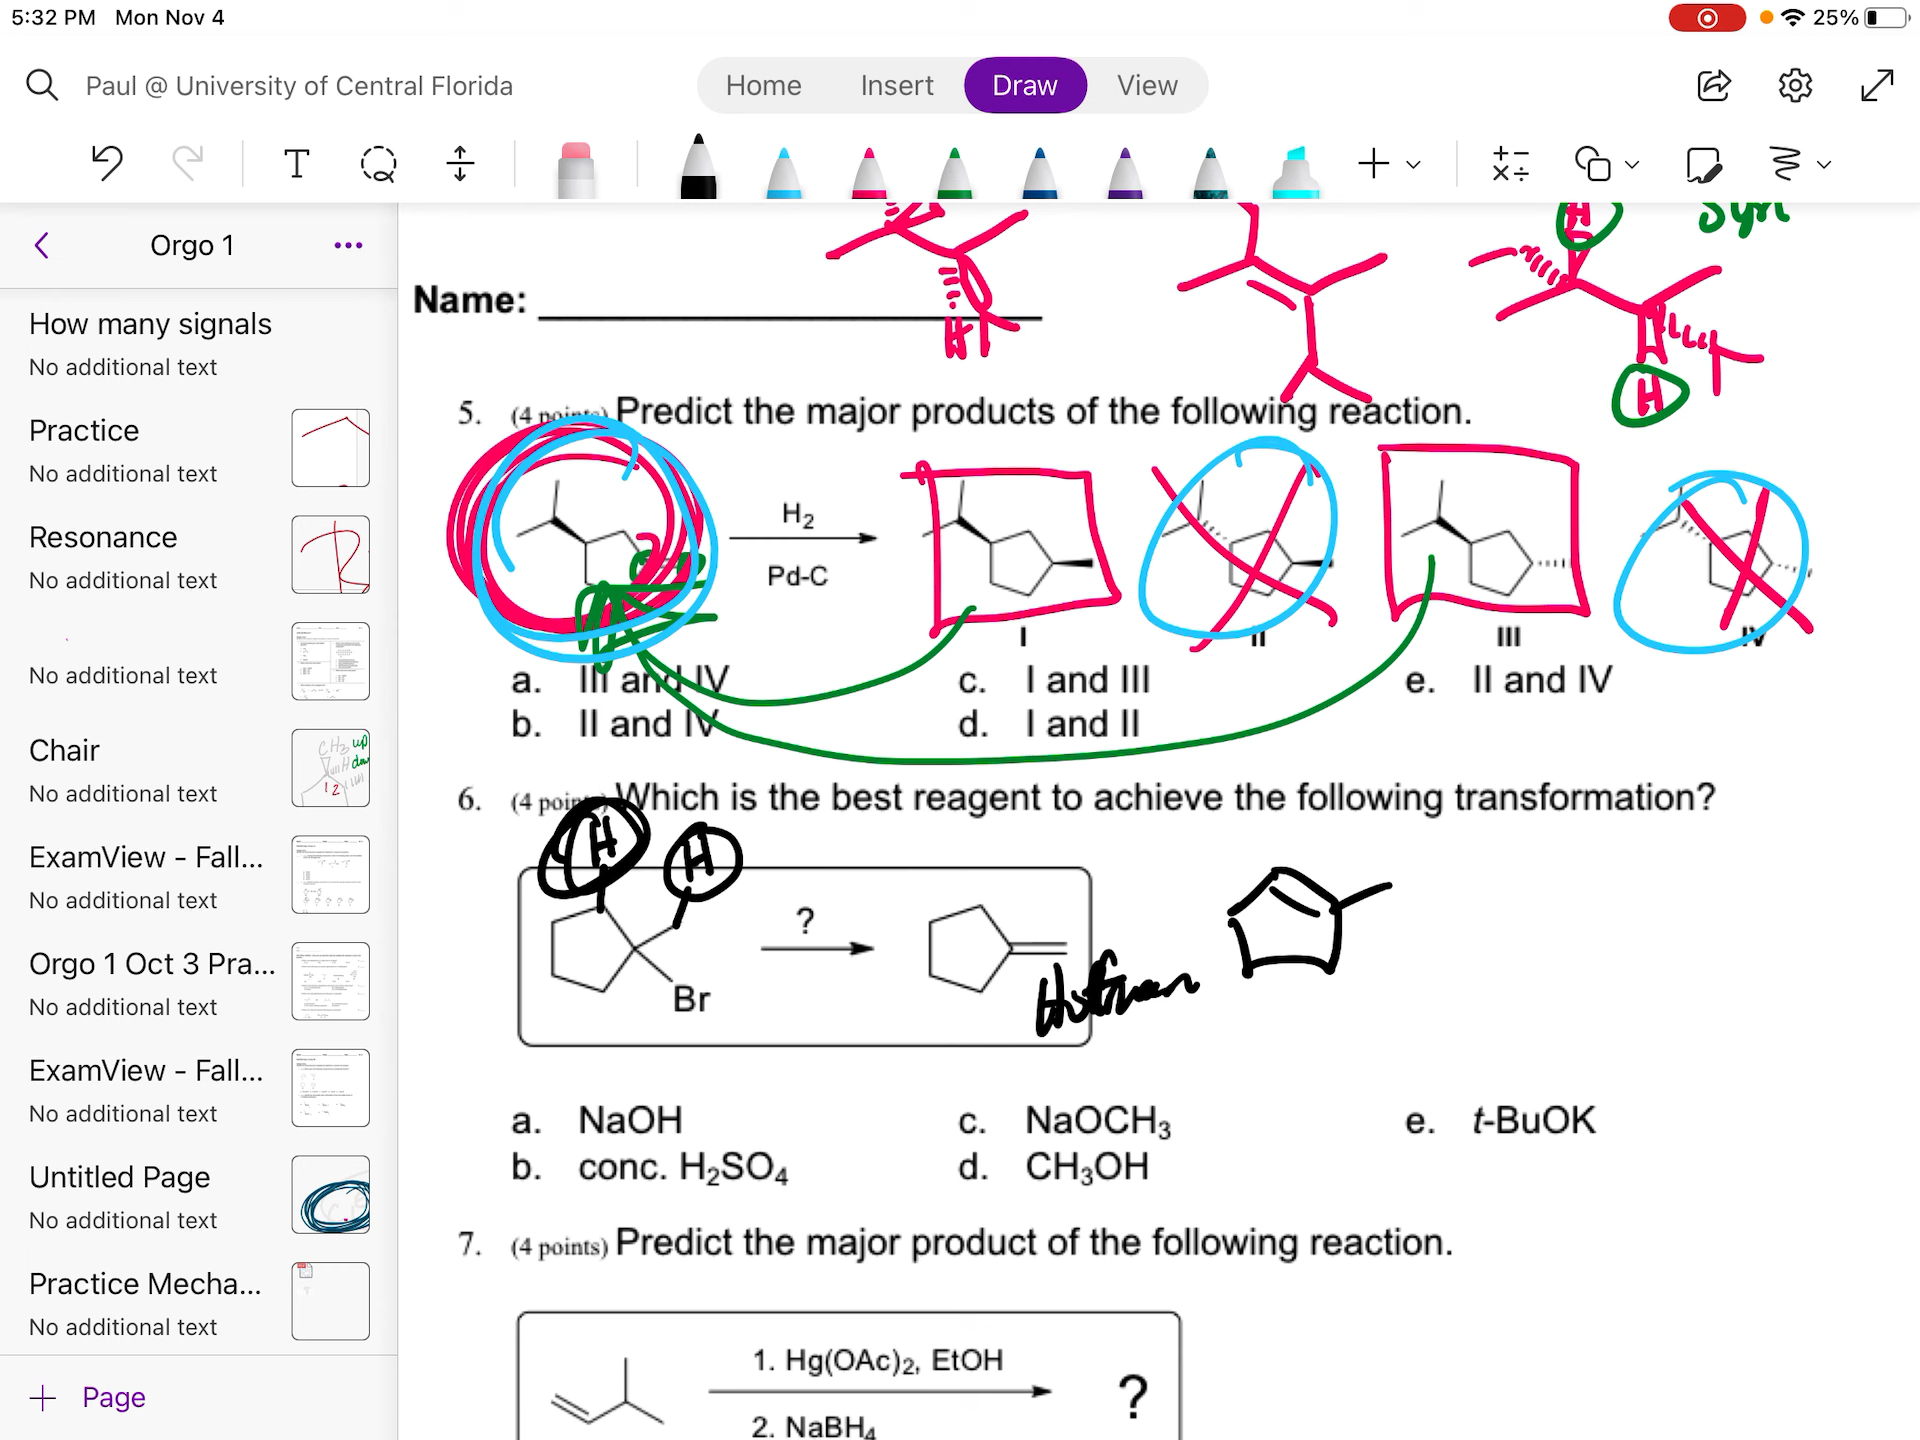 5:32 PM Mon Nov 4
25%
Paul @ University of Central Florida
Home Insert Draw View
T
Orgo 1
How many signals
No additional text
Practice
No additional text
Resonance
No additional text
No additional text
Chair
No additional text
ExamView - Fall...
No additional text
Orgo 1 Oct 3 Pra...
No additional text
ExamView - Fall...
No additional text
Untitled Page
No additional text
Practice Mecha...
No additional text
+ Page
H Syn
Name:
H
H
5. (4 points) Predict the major products of the following reaction.
H₂
Pd-C
I II III IV
a. III and IV c. I and III e. II and IV
b. II and IV d. I and II
6. (4 points) Which is the best reagent to achieve the following transformation?
H H
?
Br
Hofman
a. NaOH c. NaOCH₃ e. t-BuOK
b. conc. H₂SO₄ d. CH₃OH
7. (4 points) Predict the major product of the following reaction.
1. Hg(OAc)₂, EtOH
?
2. NaBH₄